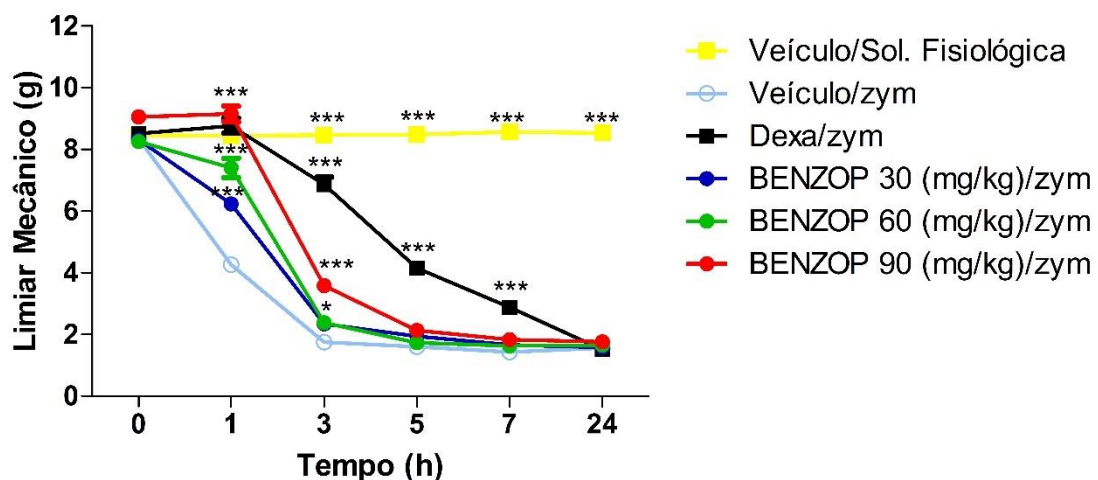 12
10
8
6
4
2
0
Limiar Mecânico (g)
***
***
***
***
***
***
***
***
***
***
***
***
*
0 1 3 5 7 24
Tempo (h)
Veículo/Sol. Fisiológica
Veículo/zym
Dexa/zym
BENZOP 30 (mg/kg)/zym
BENZOP 60 (mg/kg)/zym
BENZOP 90 (mg/kg)/zym